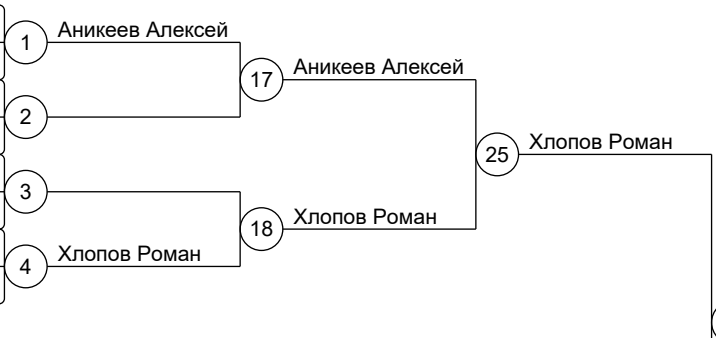 1 Аникеев Алексей
17 Аникеев Алексей
2
25 Хлопов Роман
3
18 Хлопов Роман
4 Хлопов Роман